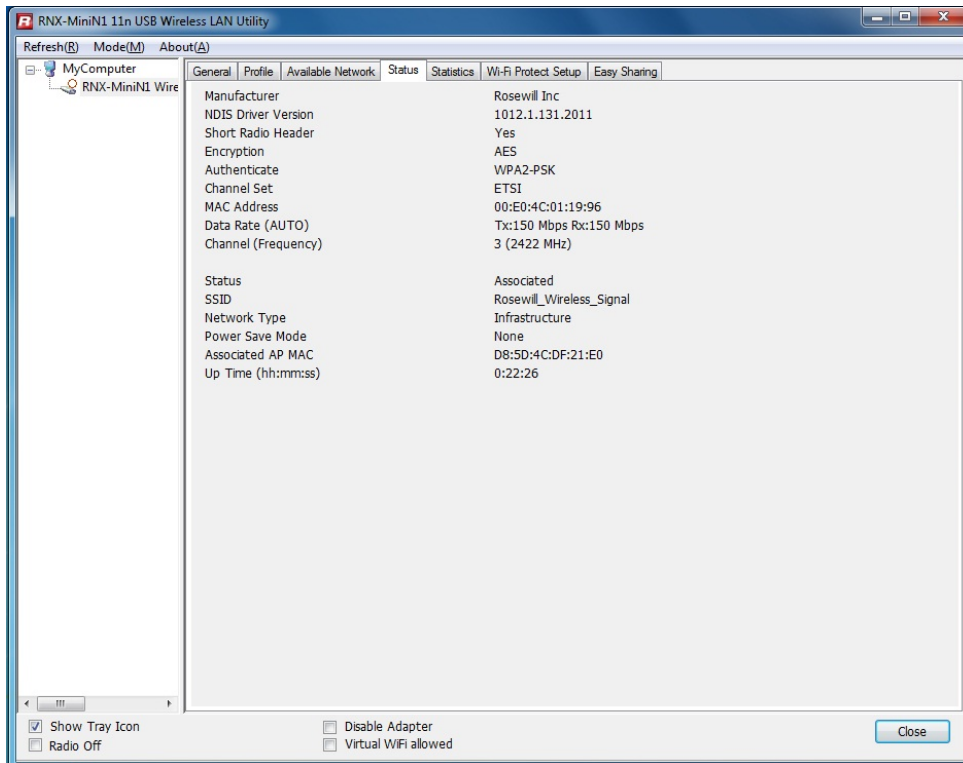 RNX-MiniN1 11n USB Wireless LAN Utility
Refresh(R) Mode(M) About(A)
MyComputer
RNX-MiniN1 Wire
General Profile Available Network Status Statistics Wi-Fi Protect Setup Easy Sharing
Manufacturer Rosewill Inc
NDIS Driver Version 1012.1.131.2011
Short Radio Header Yes
Encryption AES
Authenticate WPA2-PSK
Channel Set ETSI
MAC Address 00:E0:4C:01:19:96
Data Rate (AUTO) Tx:150 Mbps Rx:150 Mbps
Channel (Frequency) 3 (2422 MHz)
Status Associated
SSID Rosewill_Wireless_Signal
Network Type Infrastructure
Power Save Mode None
Associated AP MAC D8:5D:4C:DF:21:E0
Up Time (hh:mm:ss) 0:22:26
Show Tray Icon Disable Adapter
Radio Off Virtual WiFi allowed
Close